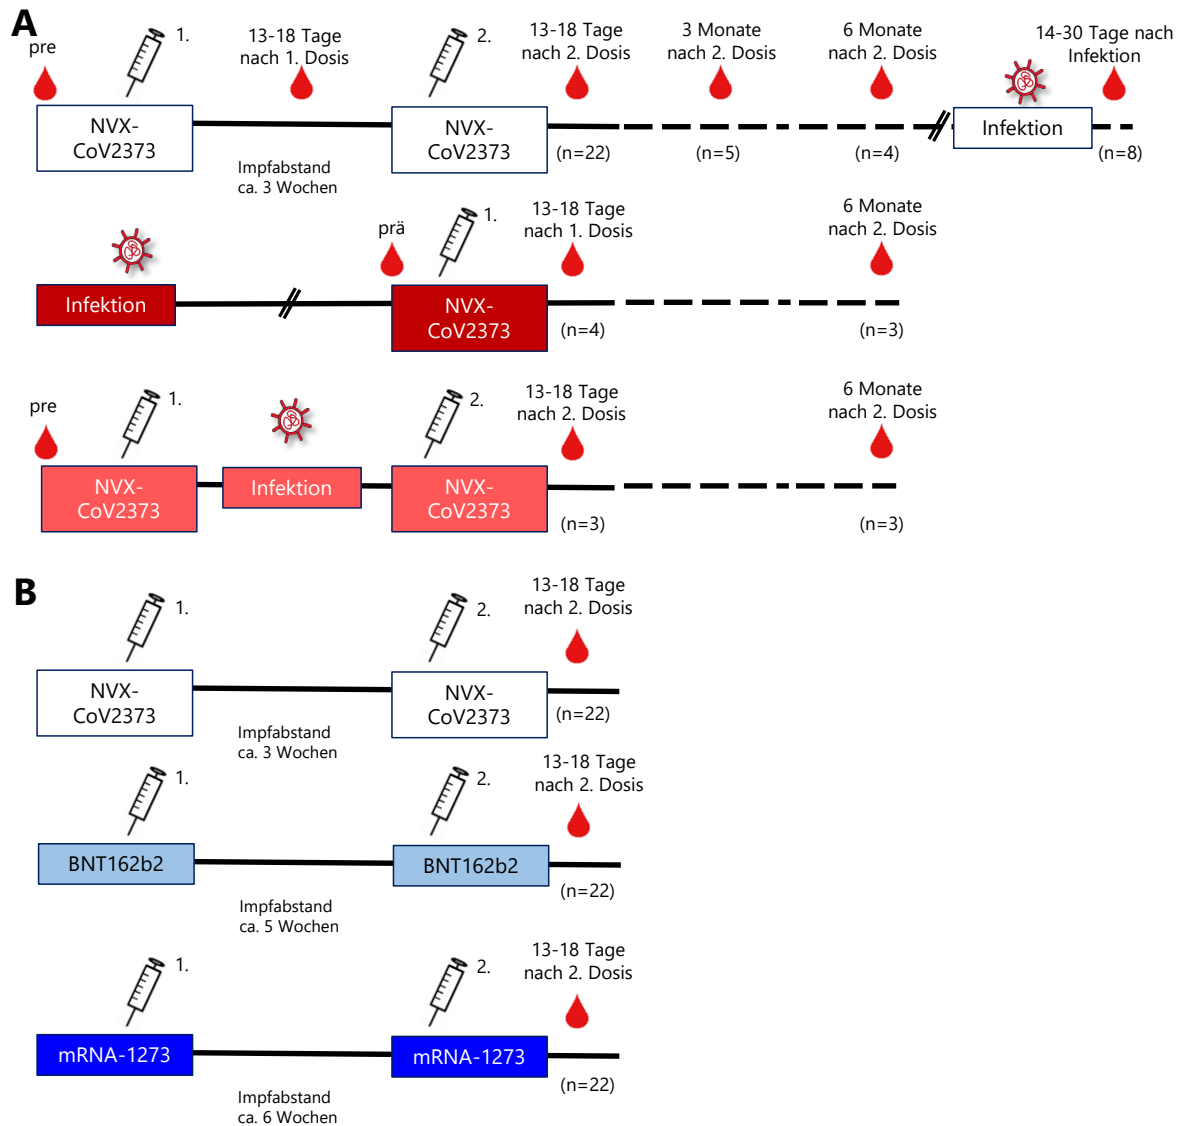 A
pre
1.
13-18 Tage
nach 1. Dosis
2.
13-18 Tage
nach 2. Dosis
3 Monate
nach 2. Dosis
6 Monate
nach 2. Dosis
14-30 Tage nach
Infektion
NVX-
CoV2373
Impfabstand
ca. 3 Wochen
NVX-
CoV2373
(n=22)
(n=5)
(n=4)
Infektion
(n=8)
Infektion
prä
1.
13-18 Tage
nach 1. Dosis
6 Monate
nach 2. Dosis
NVX-
CoV2373
(n=4)
(n=3)
pre
1.
2.
13-18 Tage
nach 2. Dosis
6 Monate
nach 2. Dosis
NVX-
CoV2373
Infektion
NVX-
CoV2373
(n=3)
(n=3)
B
1.
2.
13-18 Tage
nach 2. Dosis
NVX-
CoV2373
Impfabstand
ca. 3 Wochen
NVX-
CoV2373
(n=22)
1.
2.
13-18 Tage
nach 2. Dosis
BNT162b2
Impfabstand
ca. 5 Wochen
BNT162b2
(n=22)
1.
2.
13-18 Tage
nach 2. Dosis
mRNA-1273
Impfabstand
ca. 6 Wochen
mRNA-1273
(n=22)